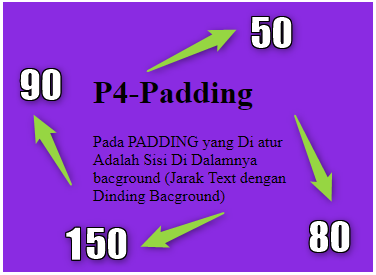 50
90
P4-Padding
Pada PADDING yang Di atur
Adalah Sisi Di Dalamnya
bacground (Jarak Text dengan
Dinding Bacground)
80
150